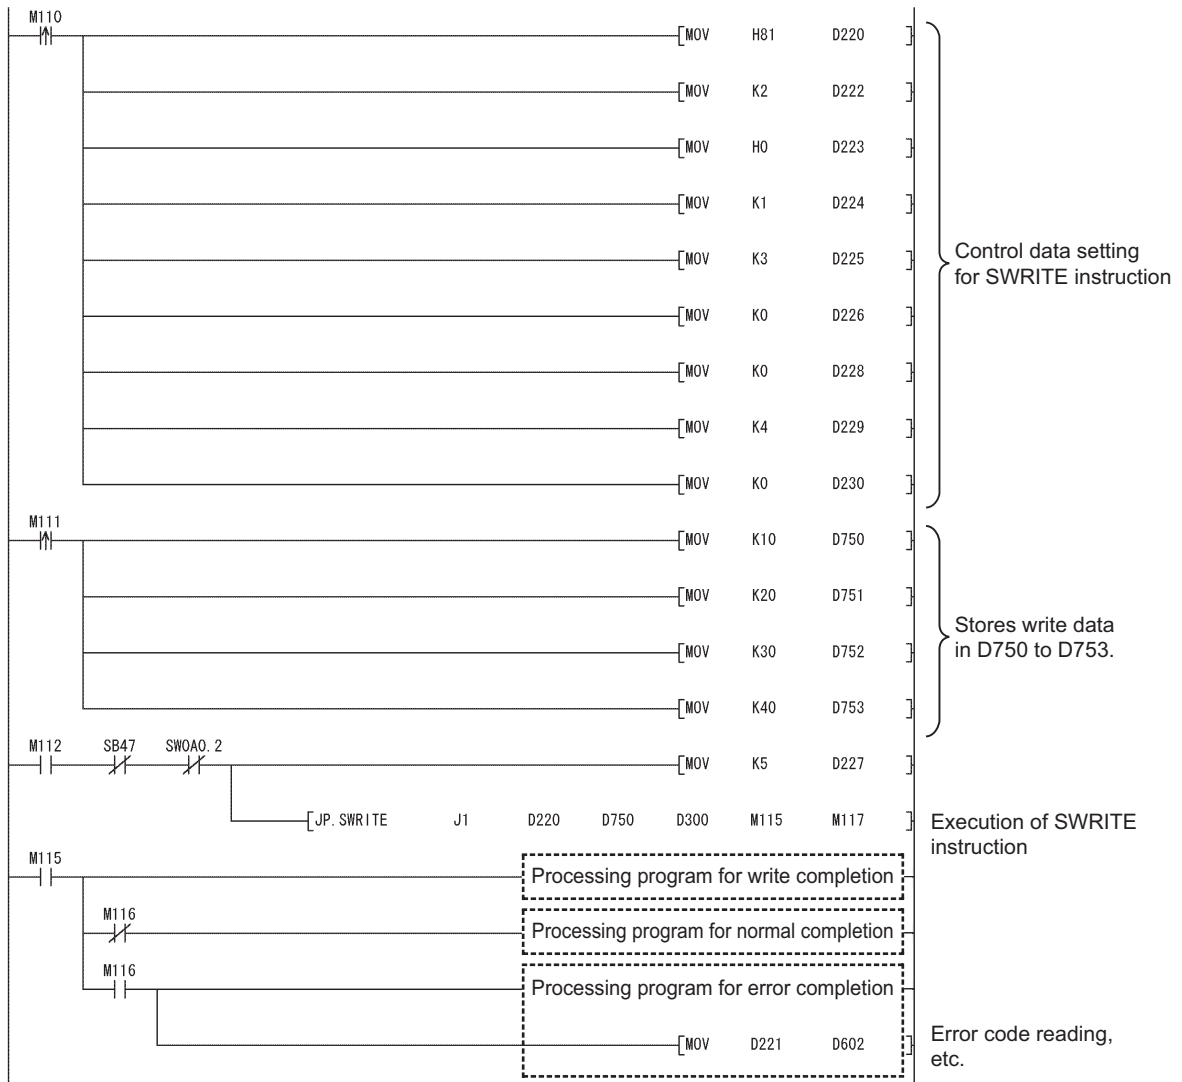 M110
[MOV H81 D220 ]
[MOV K2 D222 ]
[MOV H0 D223 ]
[MOV K1 D224 ]
[MOV K3 D225 ]
[MOV K0 D226 ]
[MOV K0 D228 ]
[MOV K4 D229 ]
[MOV K0 D230 ]
Control data setting
for SWRITE instruction
M111
[MOV K10 D750 ]
[MOV K20 D751 ]
[MOV K30 D752 ]
[MOV K40 D753 ]
Stores write data
in D750 to D753.
M112 SB47 SW0A0.2
[MOV K5 D227 ]
[JP.SWRITE J1 D220 D750 D300 M115 M117 ]
Execution of SWRITE
instruction
M115
Processing program for write completion
M116
Processing program for normal completion
M116
Processing program for error completion
[MOV D221 D602 ]
Error code reading,
etc.